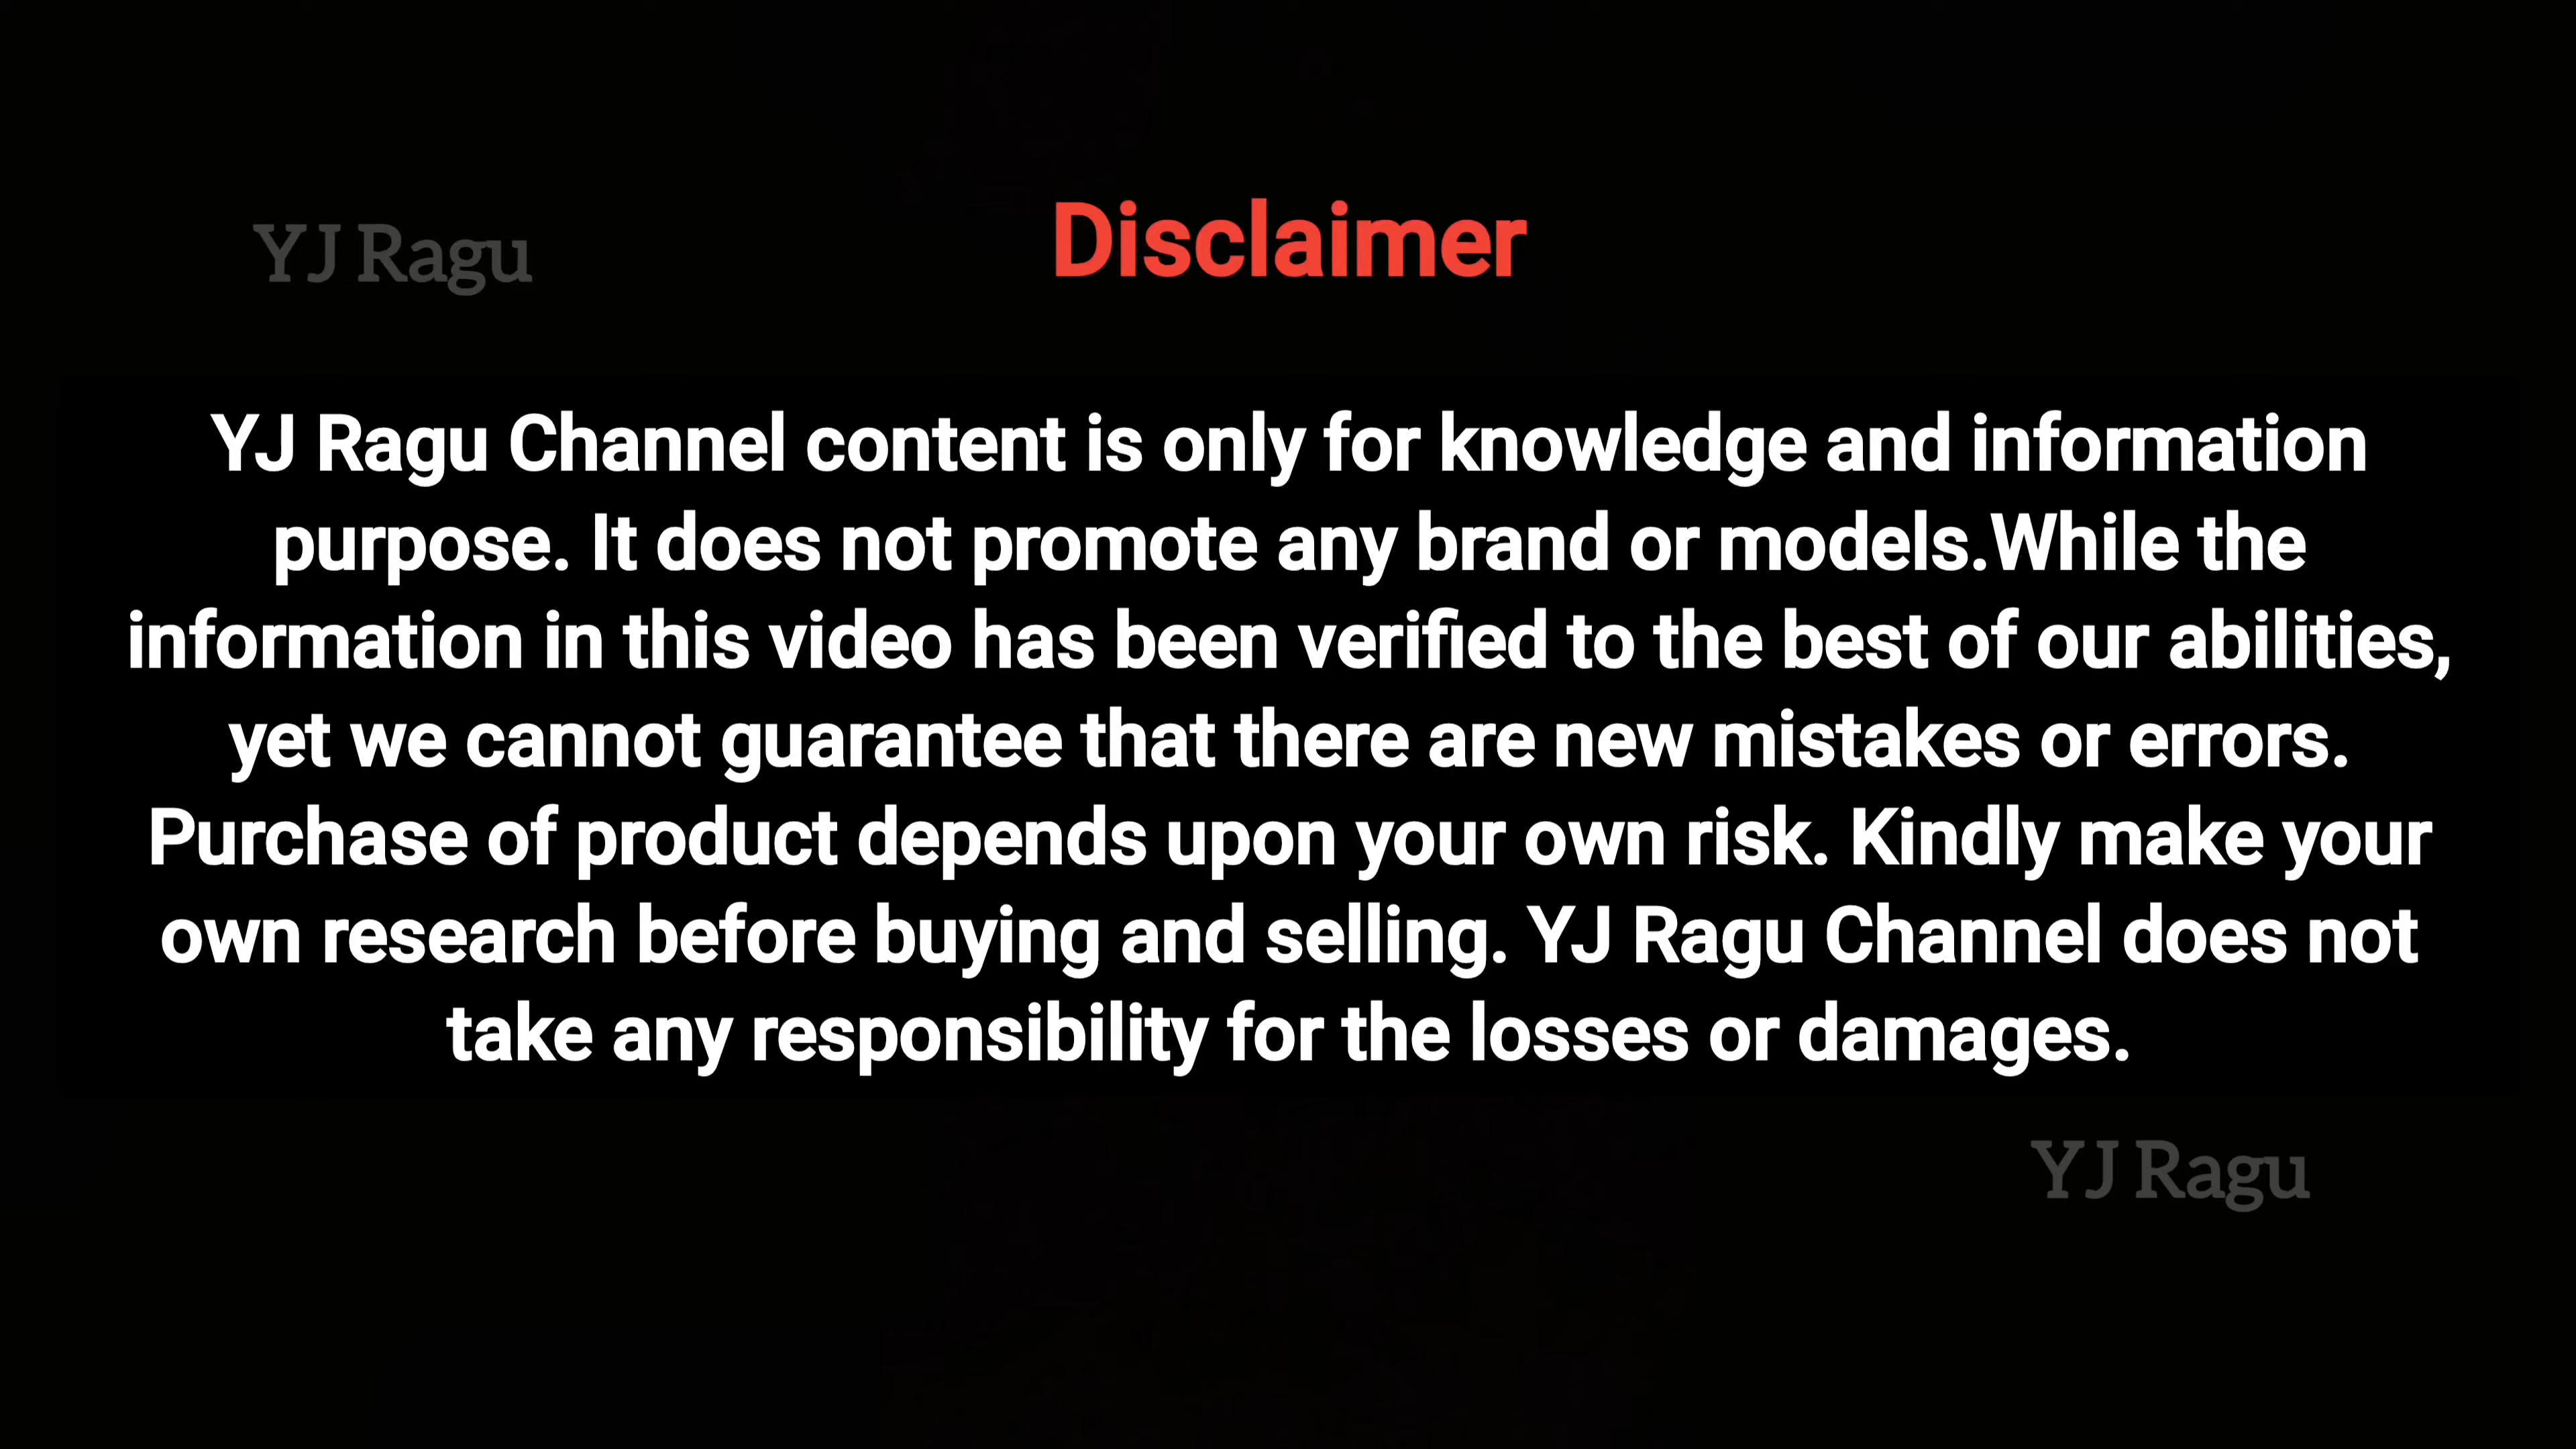 Disclaimer
YJ Ragu
YJ Ragu Channel content is only for knowledge and information
purpose. It does not promote any brand or models.While the
information in this video has been verified to the best of our abilities,
yet we cannot guarantee that there are new mistakes or errors.
Purchase of product depends upon your own risk. Kindly make your
own research before buying and selling. YJ Ragu Channel does not
take any responsibility for the losses or damages.
YJ Ragu